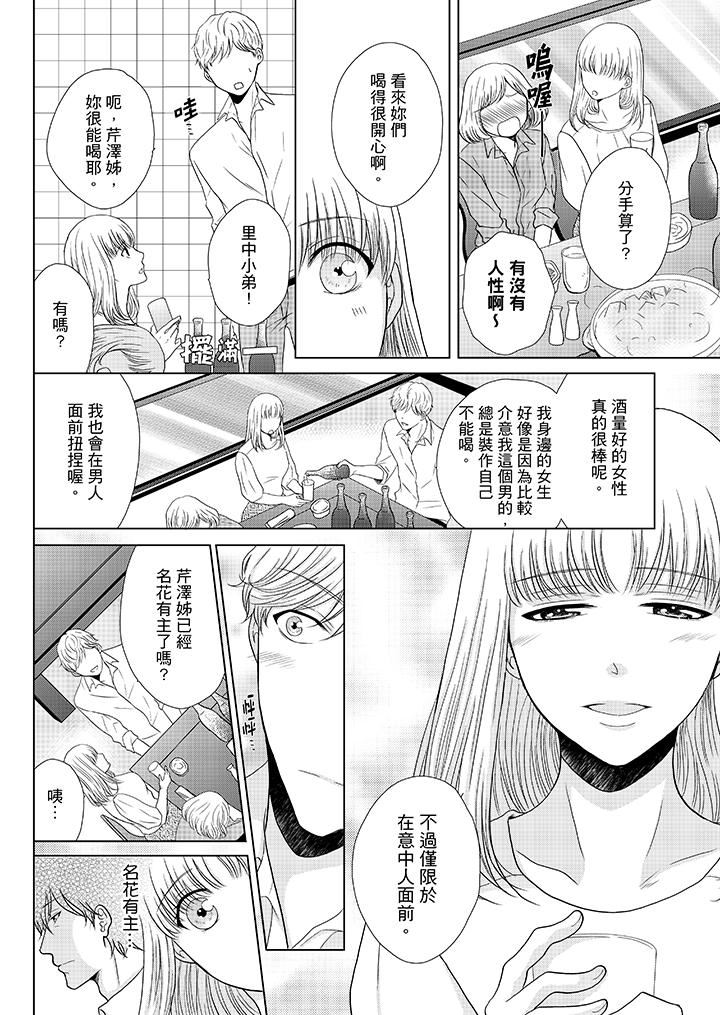 嗚喔
分手算了？
有沒有
人性啊～
看來妳們
喝得很開心啊。
里中小弟！
哇
呃，芹澤姊，
妳很能喝耶。
有嗎？
擺滿
酒量好的女性
真的很棒呢。
我身邊的女生
好像是因為比較
介意我這個男的，
總是裝作自己
不能喝。
我也會在男人
面前扭捏喔。
不過僅限於
在意中人面前。
芹澤姊已經
名花有主了嗎？
咦…
名花有主…